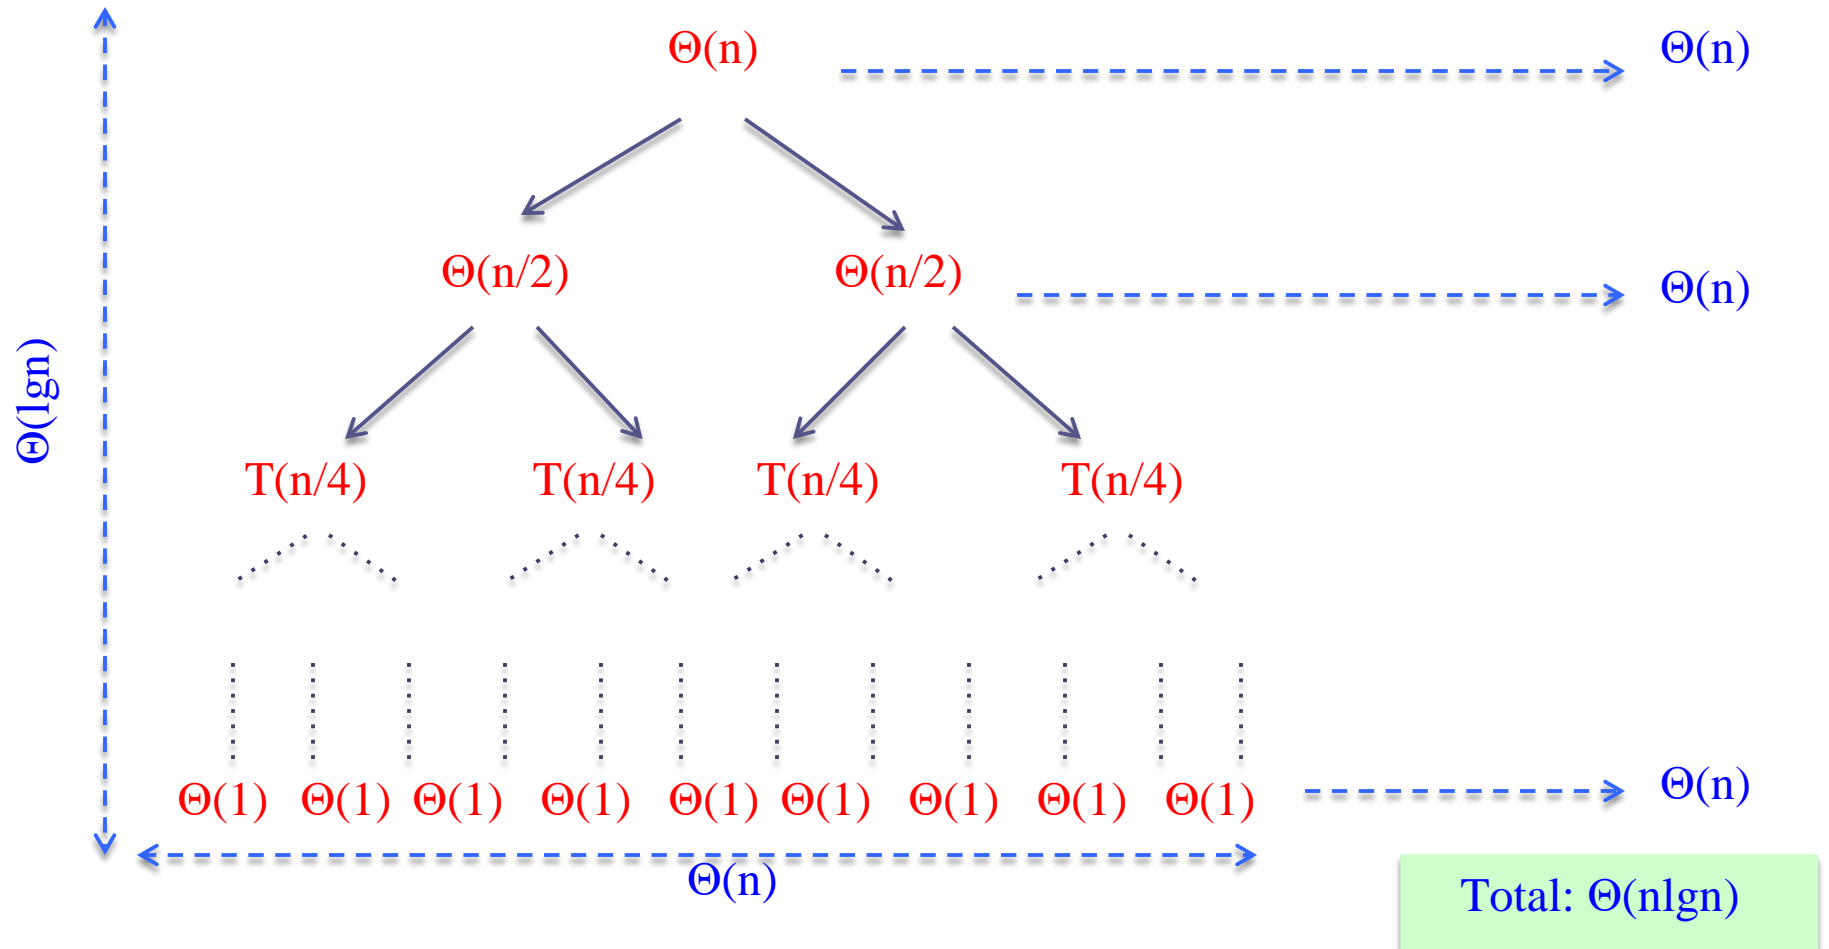 Θ(n) Θ(n)
Θ(n/2) Θ(n/2) Θ(n)
Θ(lgn)
T(n/4) T(n/4) T(n/4) T(n/4)
Θ(1) Θ(1) Θ(1) Θ(1) Θ(1) Θ(1) Θ(1) Θ(1) Θ(1) Θ(n)
Θ(n)
Total: Θ(nlgn)